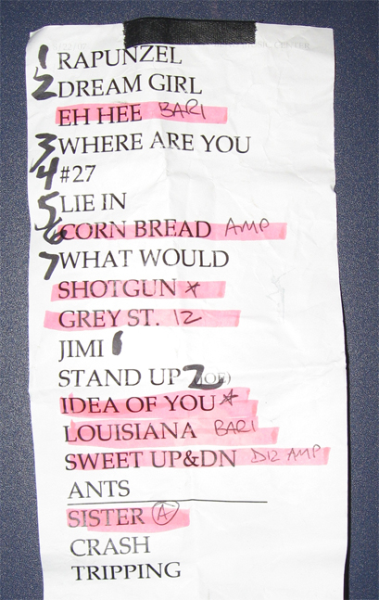 1 RAPUNZEL
2 DREAM GIRL
EH HEE BARI
3 WHERE ARE YOU
4 #27
5 LIE IN
6 CORN BREAD AMP
7 WHAT WOULD
SHOTGUN *
GREY ST. 12
JIMI 1
STAND UP 2
IDEA OF YOU *
LOUISIANA BARI
SWEET UP&DN D12 AMP
ANTS
SISTER A
CRASH
TRIPPING